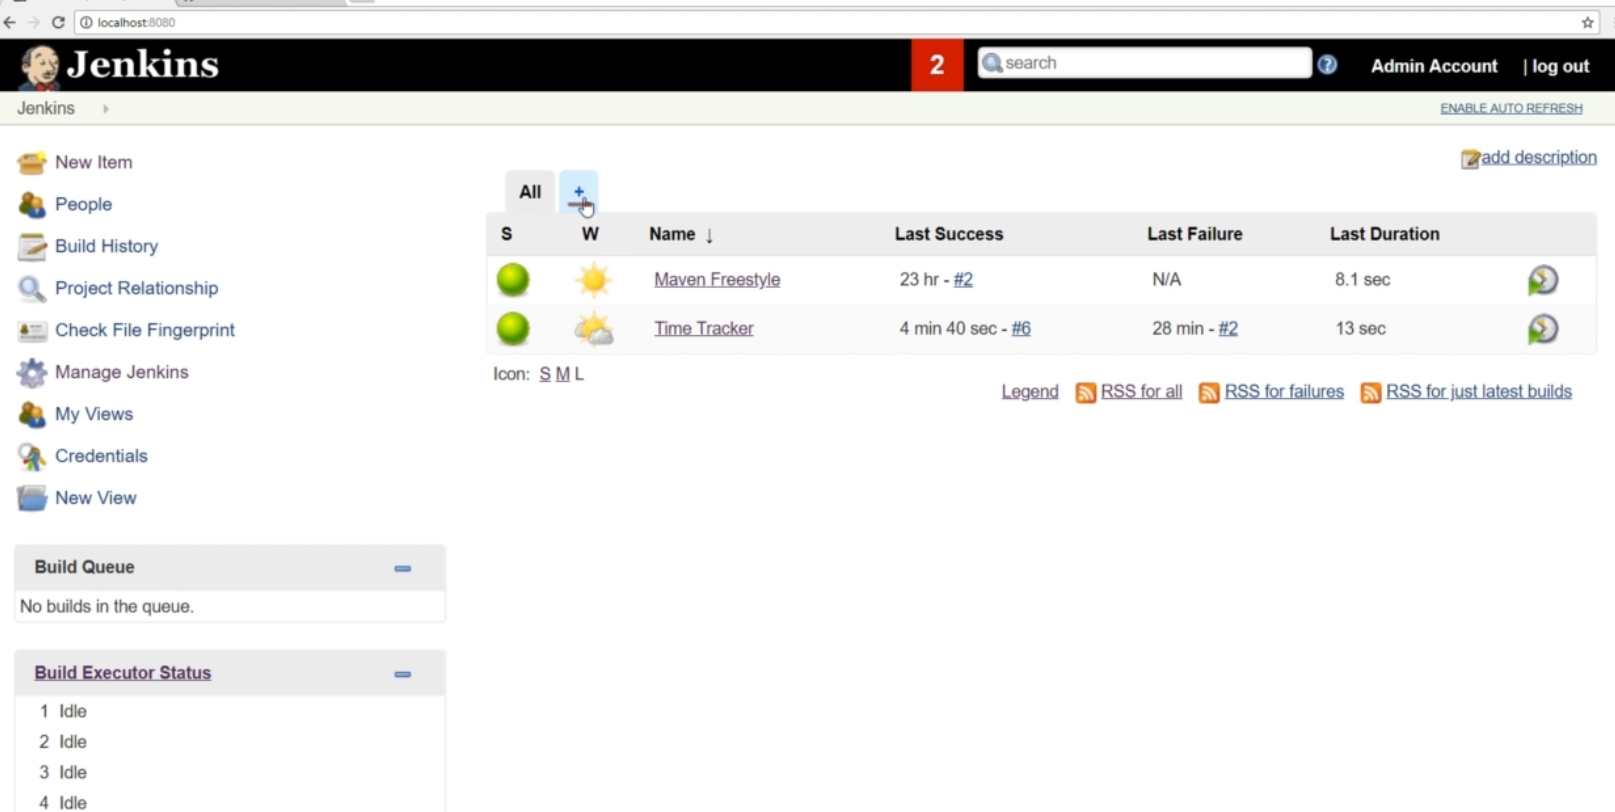 localhost:8080
Jenkins
2
search
Admin Account
| log out
Jenkins
ENABLE AUTO REFRESH
New Item
People
Build History
Project Relationship
Check File Fingerprint
Manage Jenkins
My Views
Credentials
New View
Build Queue
No builds in the queue.
Build Executor Status
1 Idle
2 Idle
3 Idle
4 Idle
add description
All +
S W Name ↓ Last Success Last Failure Last Duration
Maven Freestyle 23 hr - #2 N/A 8.1 sec
Time Tracker 4 min 40 sec - #6 28 min - #2 13 sec
Icon: S M L
Legend RSS for all RSS for failures RSS for just latest builds